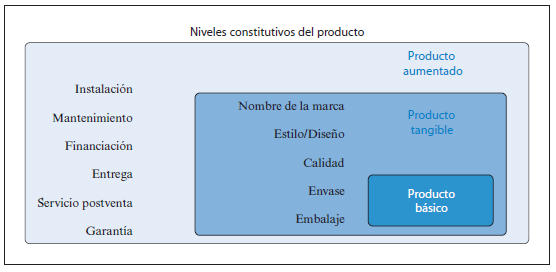 Niveles constitutivos del producto
Producto
aumentado
Instalación
Mantenimiento
Financiación
Entrega
Servicio postventa
Garantía
Nombre de la marca
Estilo/Diseño
Calidad
Envase
Embalaje
Producto
tangible
Producto
básico